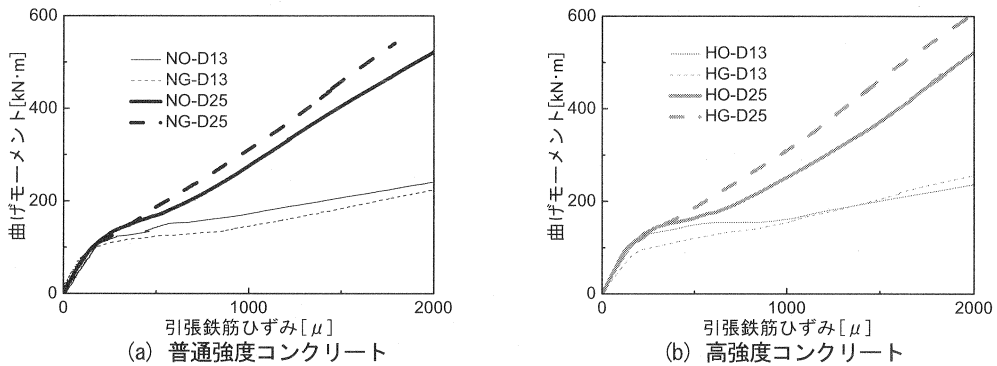 600
400
200
0
曲げモーメント[kN·m]
NO-D13
NG-D13
NO-D25
NG-D25
0
1000
2000
引張鉄筋ひずみ[μ]
(a) 普通強度コンクリート
600
400
200
0
曲げモーメント[kN·m]
HO-D13
HG-D13
HO-D25
HG-D25
0
1000
2000
引張鉄筋ひずみ[μ]
(b) 高強度コンクリート